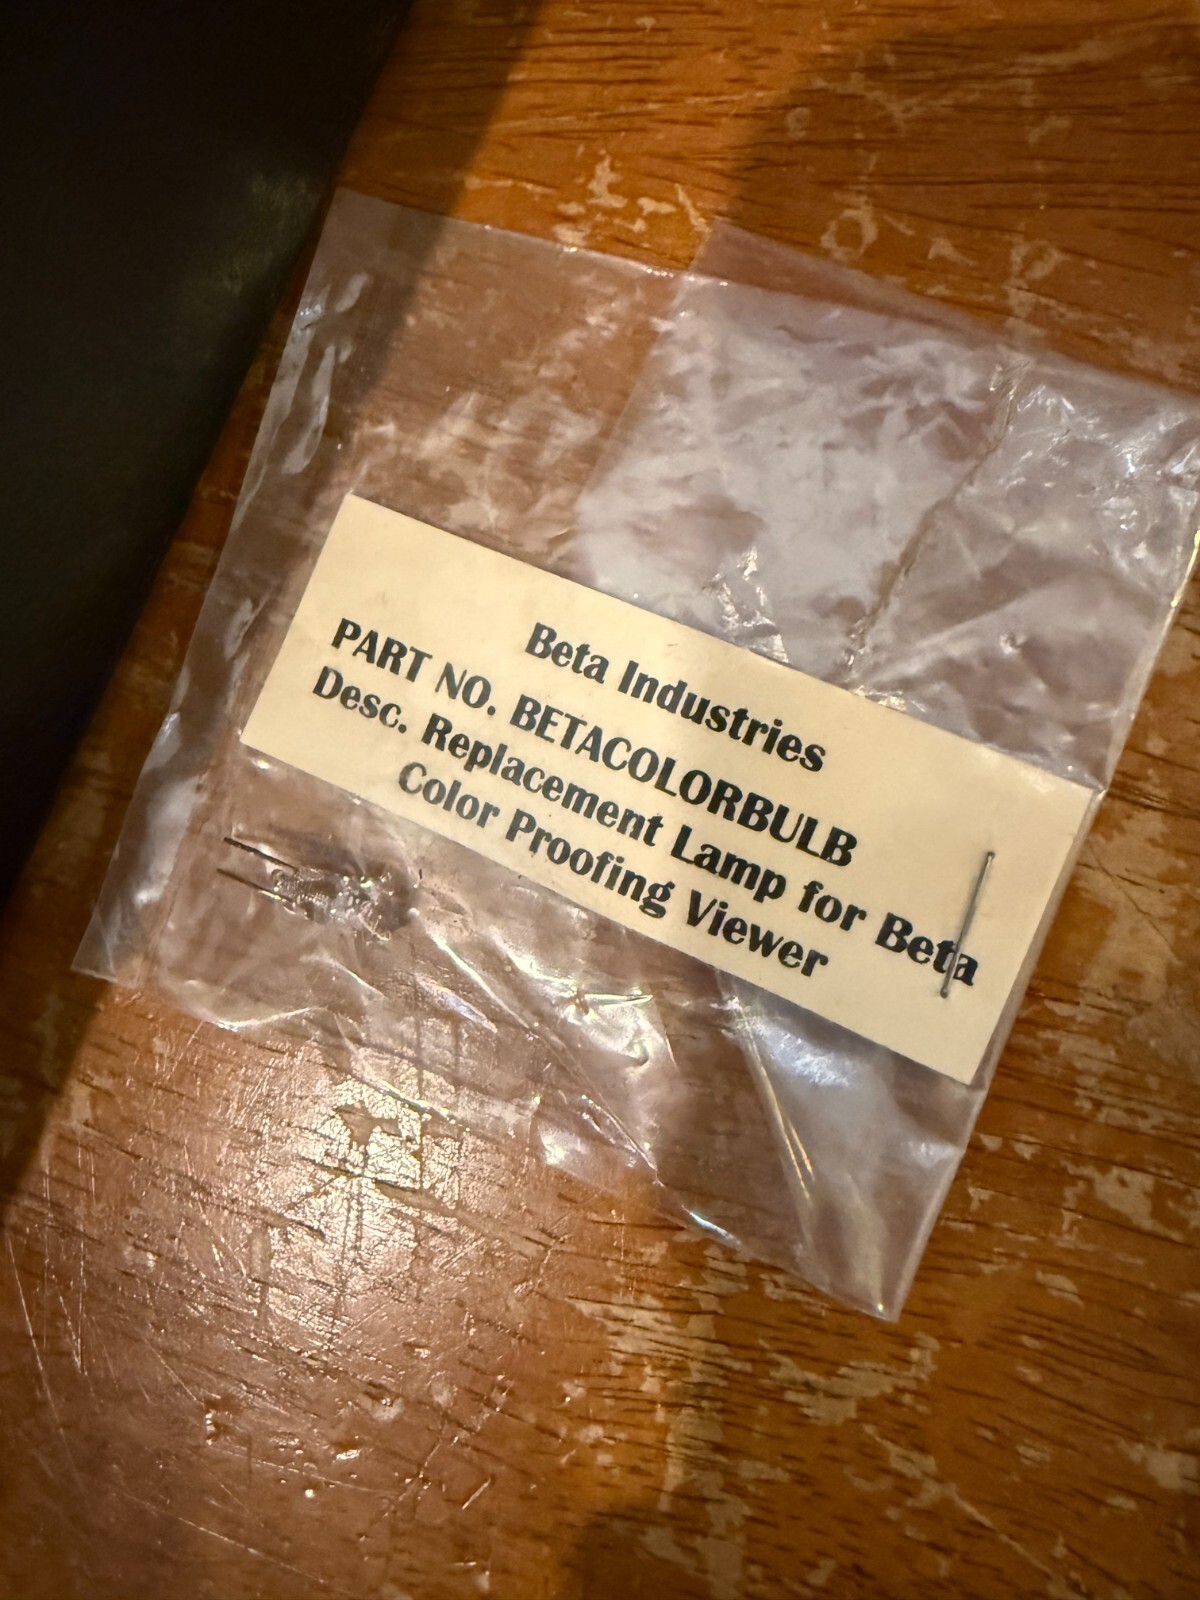 Beta Industries
PART NO. BETACOLORBULB
Desc. Replacement Lamp for Beta
Color Proofing Viewer